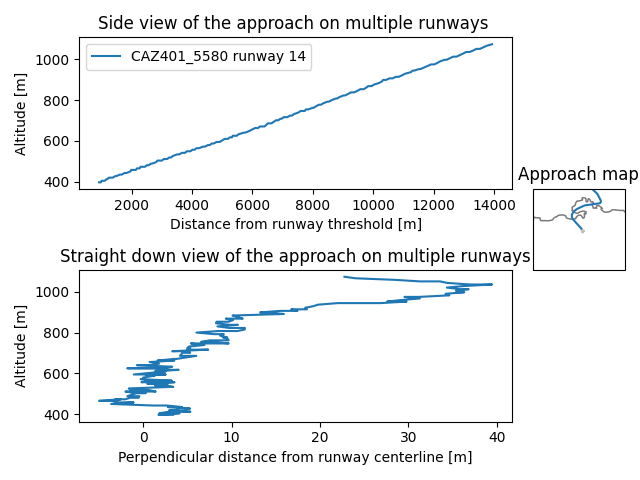 Side view of the approach on multiple runways
CAZ401_5580 runway 14
Altitude [m]
1000
800
600
400
2000
4000
6000
8000
10000
12000
14000
Distance from runway threshold [m]
Approach map
Straight down view of the approach on multiple runways
Altitude [m]
1000
800
600
400
0
10
20
30
40
Perpendicular distance from runway centerline [m]